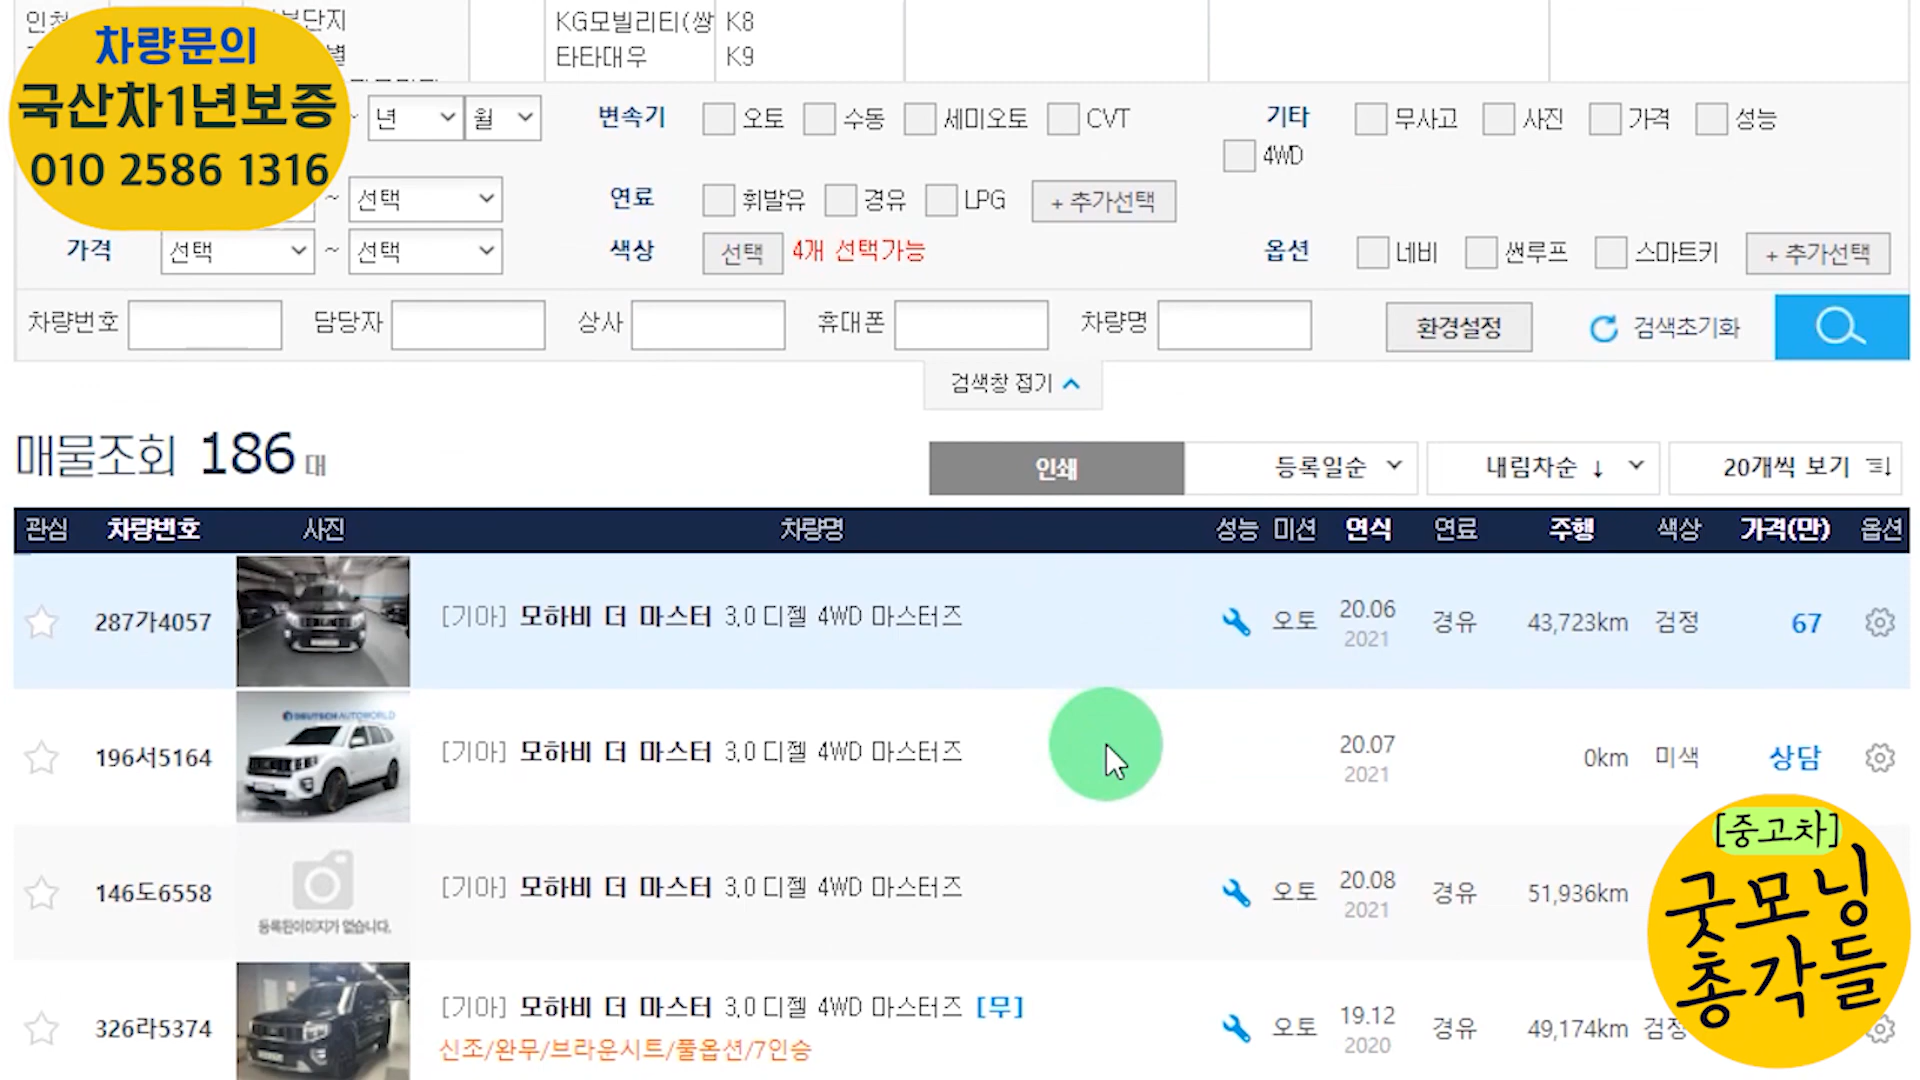 KG모빌리티(쌍
K8
타타대우
K9
차량문의
국산차1년보증
010 2586 1316
~ 년 월
변속기 오토 수동 세미오토 CVT
기타 무사고 사진 가격 성능
4WD
~ 선택
연료 휘발유 경유 LPG + 추가선택
가격 선택 ~ 선택
색상 선택 4개 선택가능
옵션 네비 썬루프 스마트키 + 추가선택
차량번호 담당자 상사 휴대폰 차량명 환경설정 검색초기화
검색창 접기
매물조회 186 대
인쇄 등록일순 내림차순 ↓ 20개씩 보기
관심 차량번호 사진 차량명 성능 미션 연식 연료 주행 색상 가격(만) 옵션
287가4057 [기아] 모하비 더 마스터 3.0 디젤 4WD 마스터즈 오토 20.06 경유 43,723km 검정 67
2021
DEUTSCH AUTOWORLD
196서5164 [기아] 모하비 더 마스터 3.0 디젤 4WD 마스터즈 20.07 0km 미색 상담
2021
146도6558 [기아] 모하비 더 마스터 3.0 디젤 4WD 마스터즈 오토 20.08 경유 51,936km
2021
등록된이미지가 없습니다.
326라5374 [기아] 모하비 더 마스터 3.0 디젤 4WD 마스터즈 [무] 오토 19.12 경유 49,174km 검정
2020
신조/완무/브라운시트/풀옵션/7인승
[중고차]
굿모닝
총각들